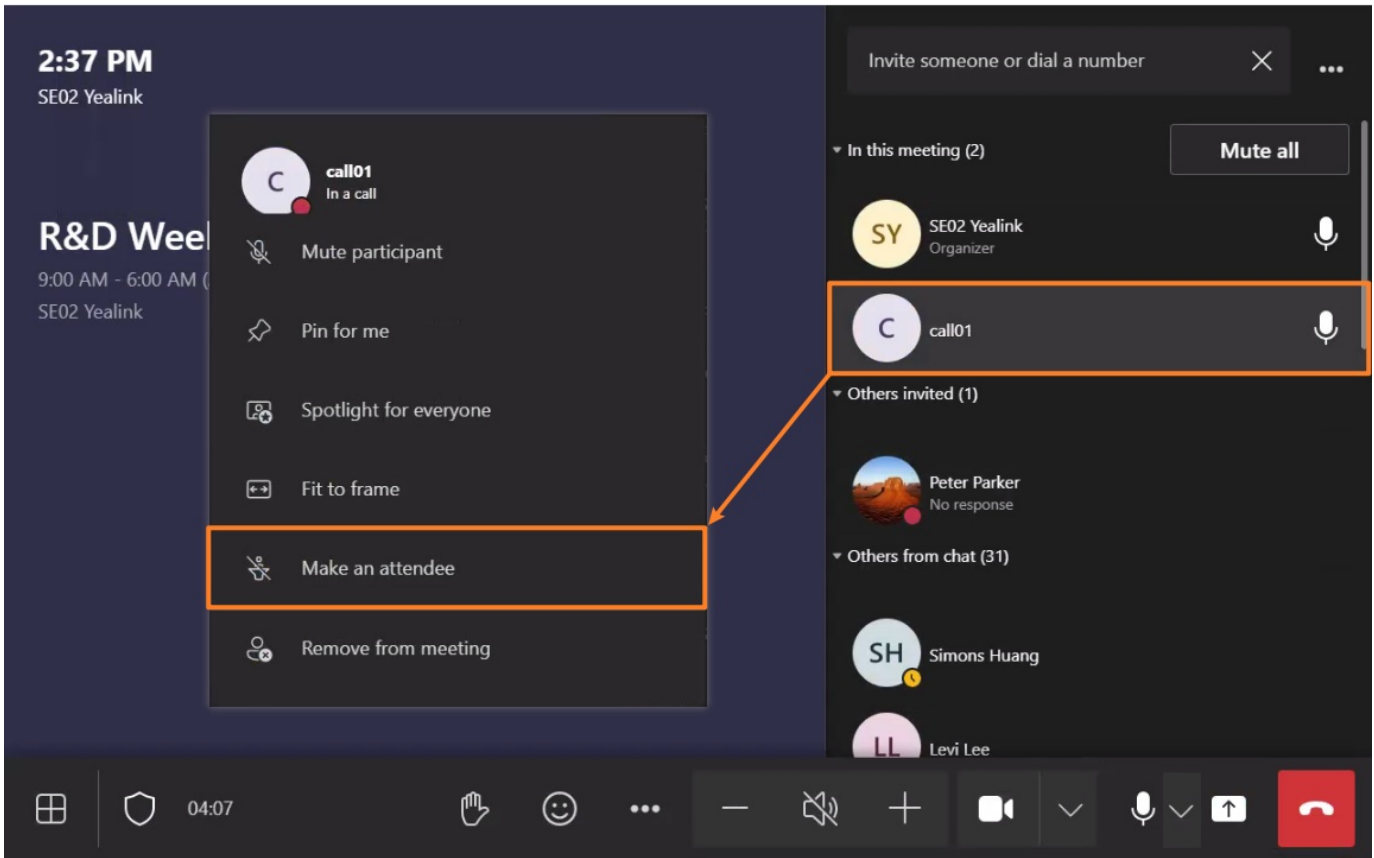 2:37 PM
SE02 Yealink
R&D Weel
9:00 AM - 6:00 AM (
SE02 Yealink
C
call01
In a call
Mute participant
Pin for me
Spotlight for everyone
Fit to frame
Make an attendee
Remove from meeting
Invite someone or dial a number
In this meeting (2)
Mute all
SY
SE02 Yealink
Organizer
C
call01
Others invited (1)
Peter Parker
No response
Others from chat (31)
SH
Simons Huang
LL
Levi Lee
04:07